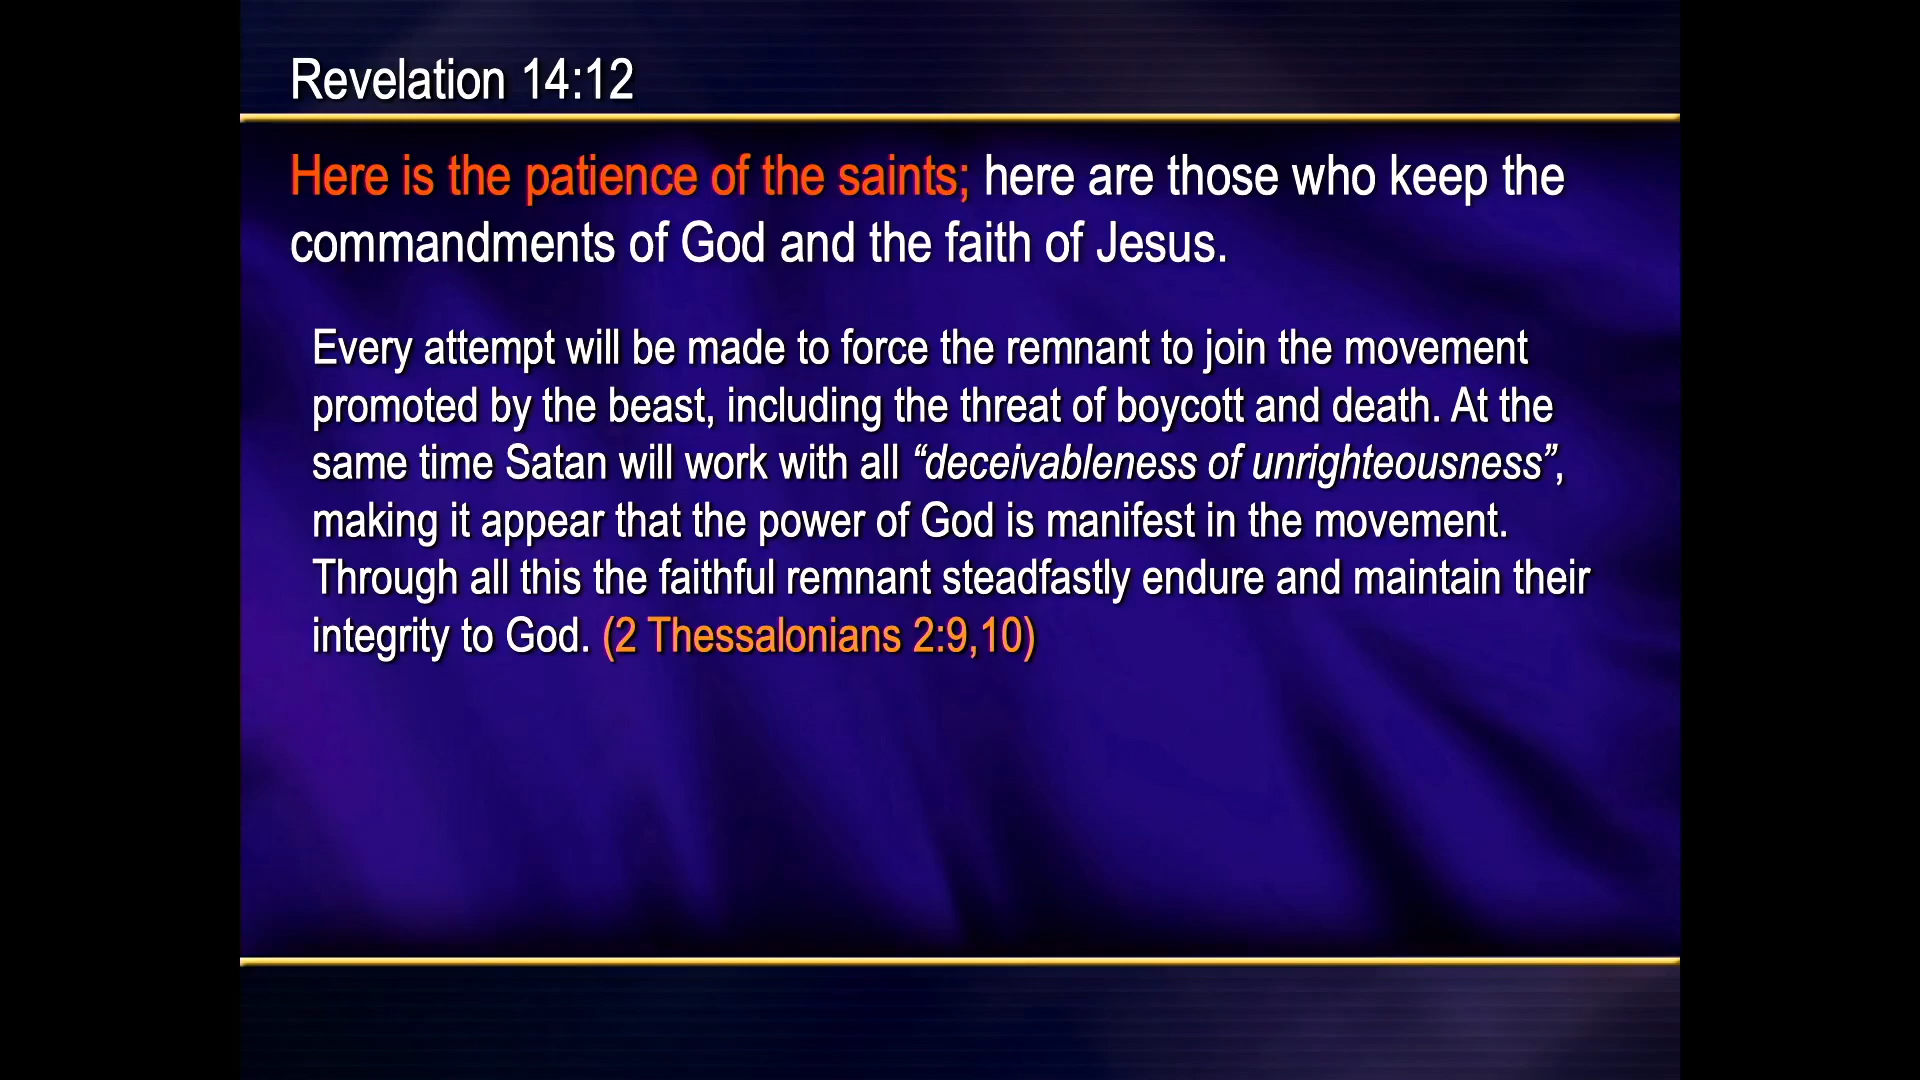 Revelation 14:12
Here is the patience of the saints; here are those who keep the
commandments of God and the faith of Jesus.
Every attempt will be made to force the remnant to join the movement
promoted by the beast, including the threat of boycott and death. At the
same time Satan will work with all “deceivableness of unrighteousness”,
making it appear that the power of God is manifest in the movement.
Through all this the faithful remnant steadfastly endure and maintain their
integrity to God. (2 Thessalonians 2:9,10)